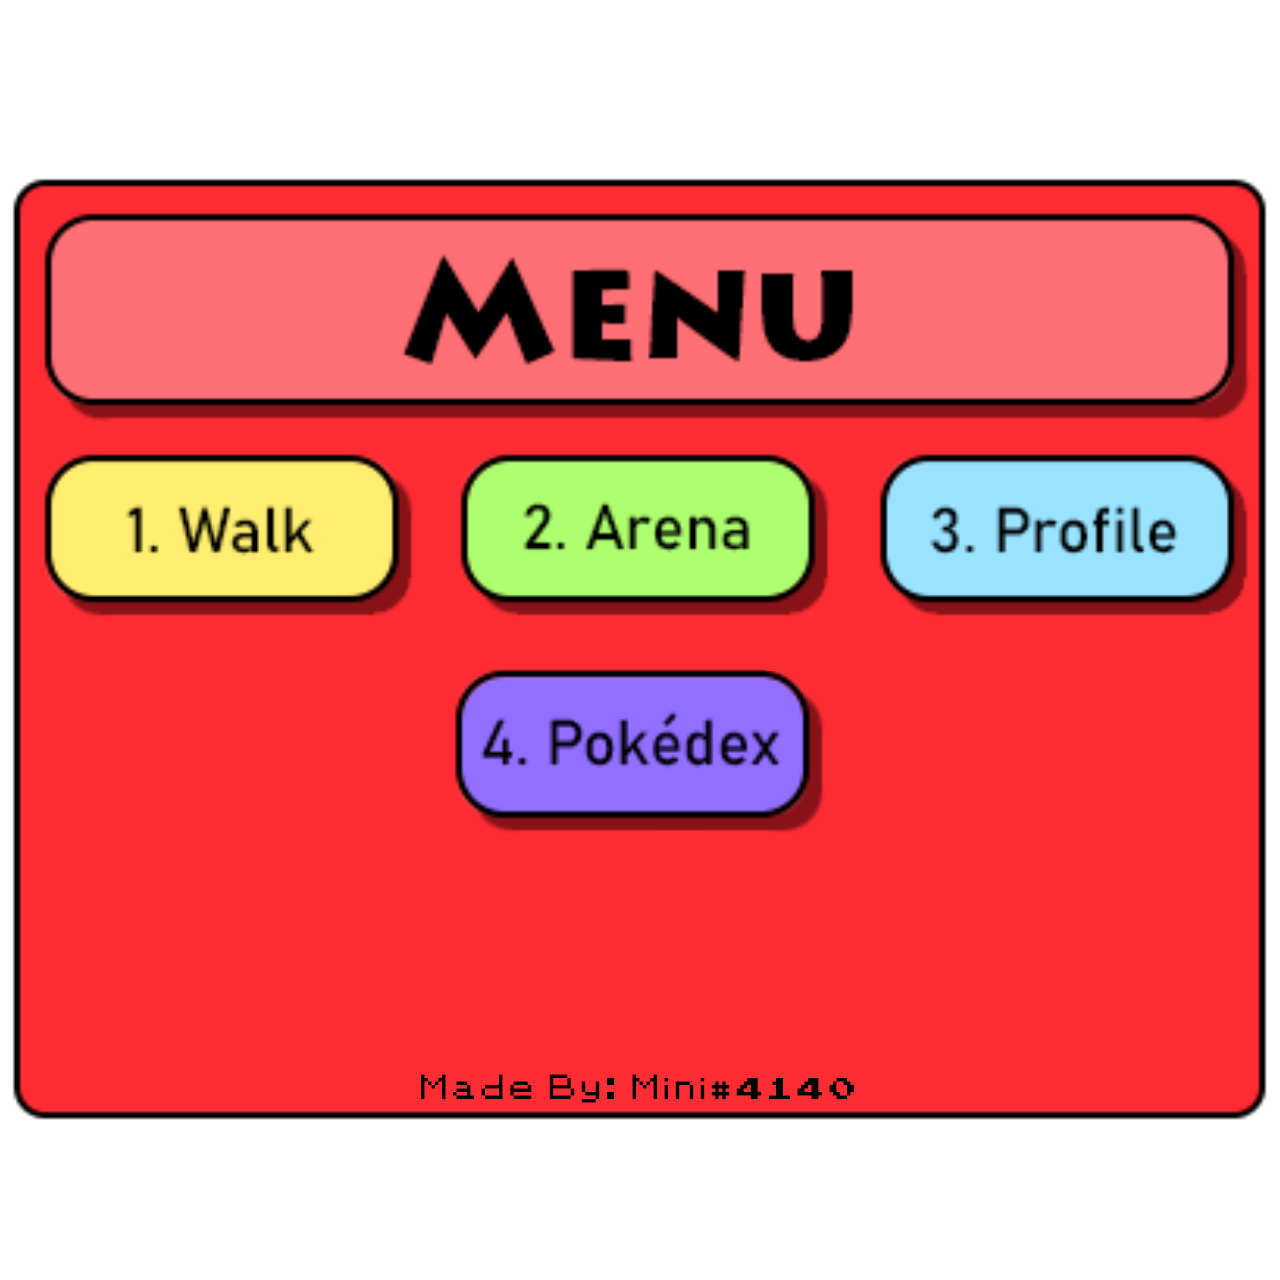 MENU
1. Walk
2. Arena
3. Profile
4. Pokédex
Made By: Mini#4140